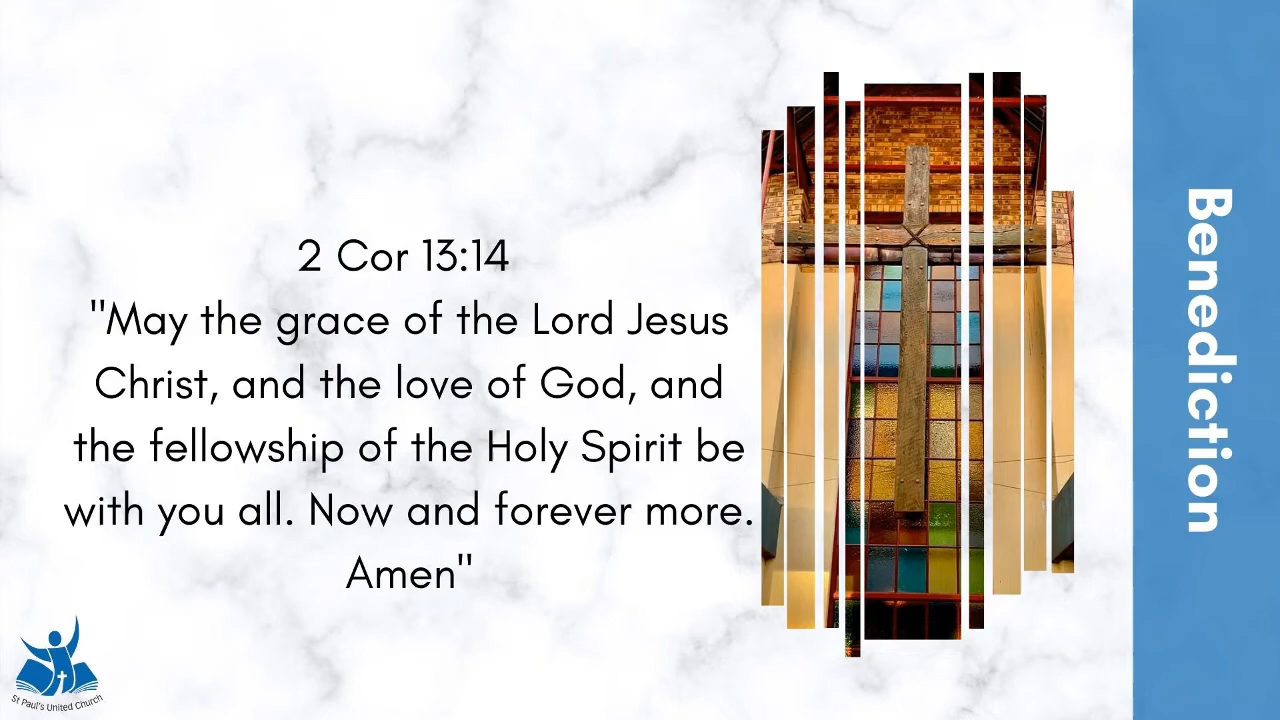 2 Cor 13:14
"May the grace of the Lord Jesus
Christ, and the love of God, and
the fellowship of the Holy Spirit be
with you all. Now and forever more.
Amen"
Benediction
St Paul's United Church